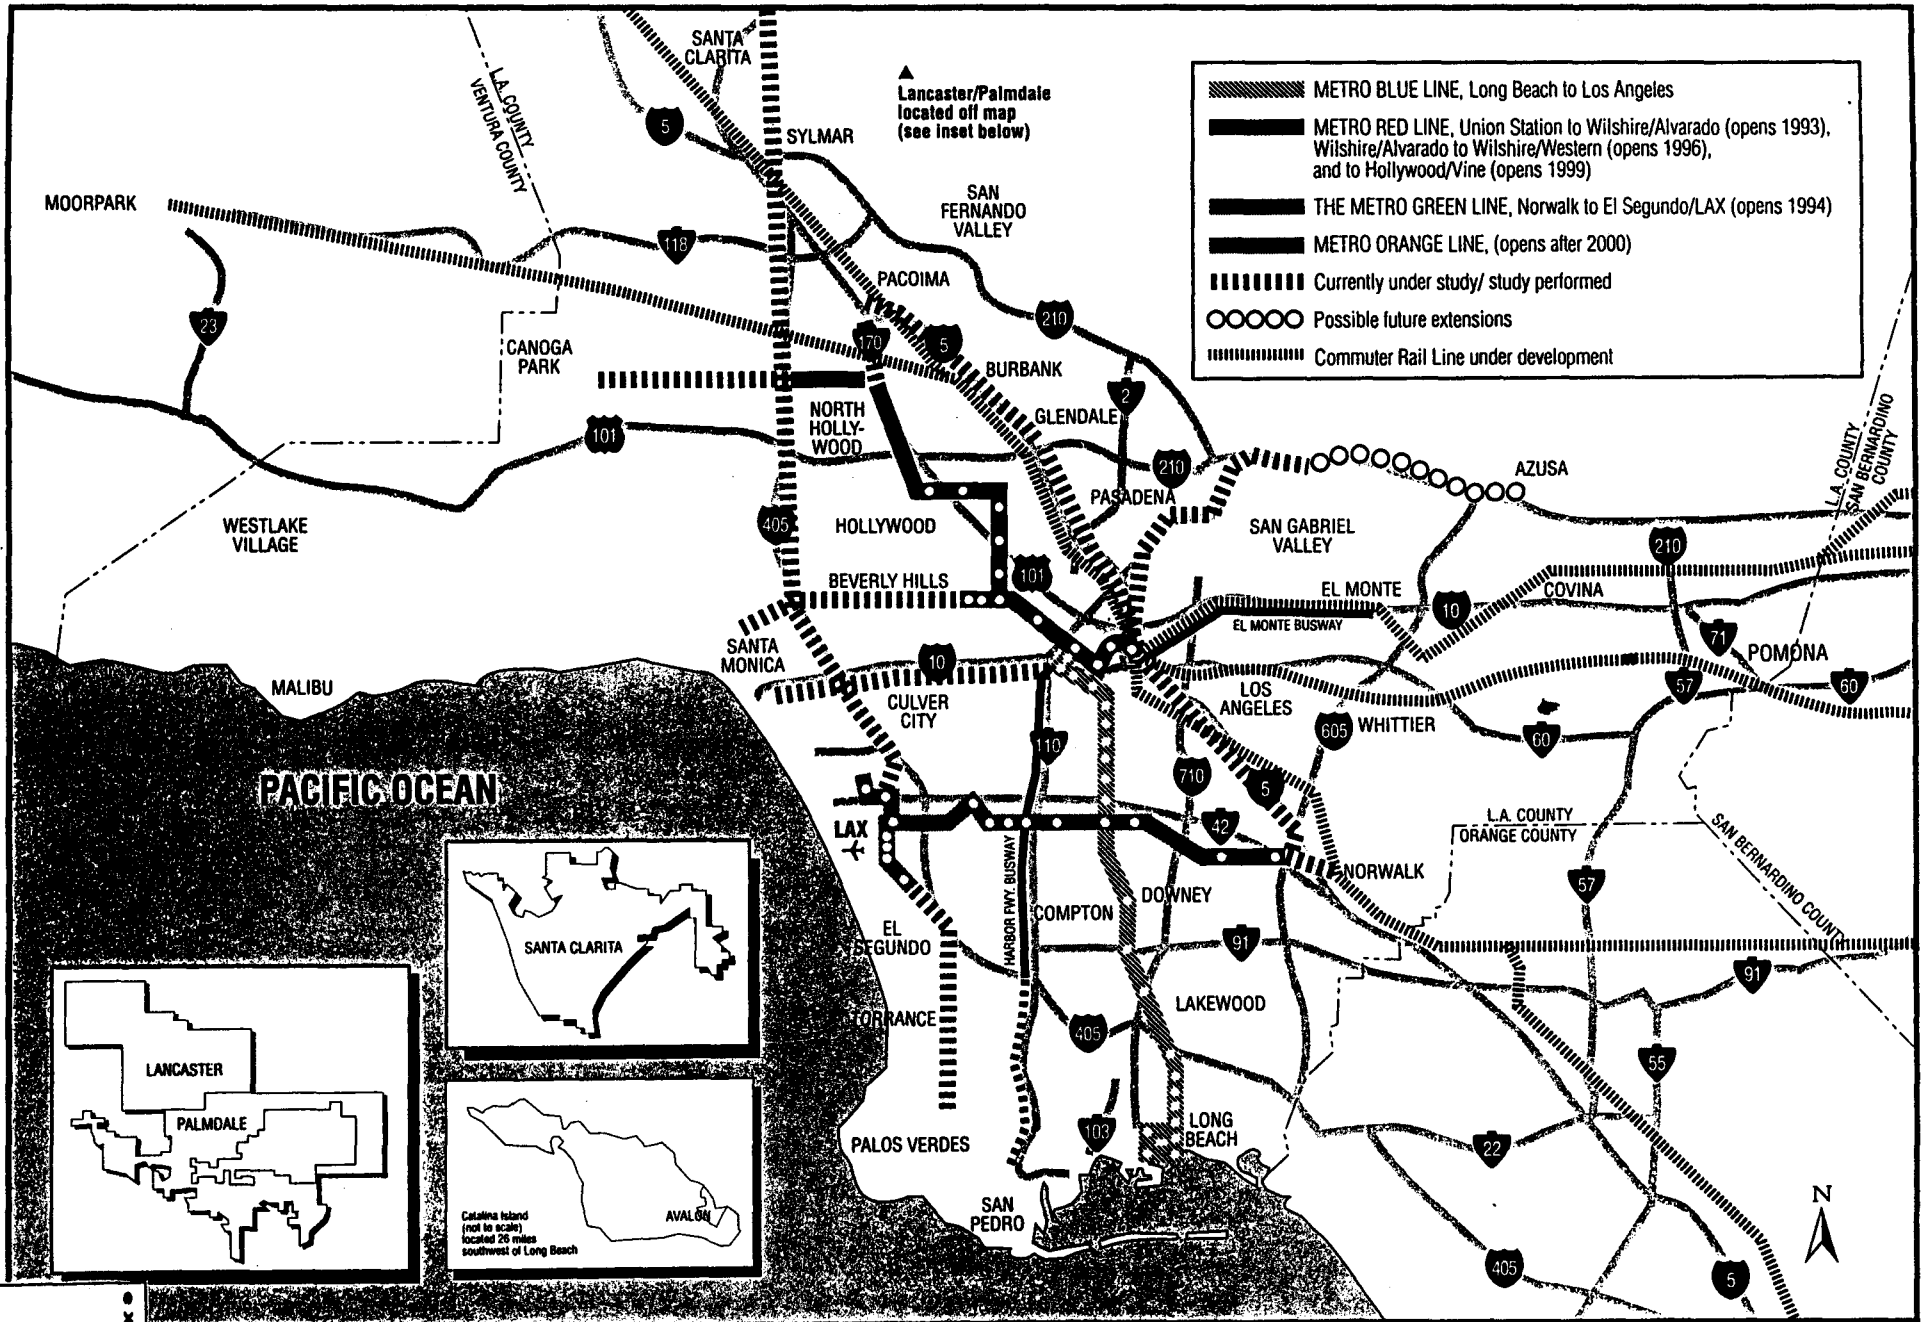 SANTA
CLARITA
L.A. COUNTY
VENTURA COUNTY
5
Lancaster/Palmdale
located off map
(see inset below)
SYLMAR
METRO BLUE LINE, Long Beach to Los Angeles
METRO RED LINE, Union Station to Wilshire/Alvarado (opens 1993),
Wilshire/Alvarado to Wilshire/Western (opens 1996),
and to Hollywood/Vine (opens 1999)
THE METRO GREEN LINE, Norwalk to El Segundo/LAX (opens 1994)
METRO ORANGE LINE, (opens after 2000)
Currently under study/ study performed
Possible future extensions
Commuter Rail Line under development
MOORPARK
SAN
FERNANDO
VALLEY
118
PACOIMA
23
170
5
210
CANOGA
PARK
BURBANK
2
NORTH
HOLLY-
WOOD
GLENDALE
101
210
PASADENA
AZUSA
L.A. COUNTY
SAN BERNARDINO
COUNTY
WESTLAKE
VILLAGE
405
HOLLYWOOD
SAN GABRIEL
VALLEY
210
101
BEVERLY HILLS
EL MONTE
10
COVINA
EL MONTE BUSWAY
71
SANTA
MONICA
10
POMONA
MALIBU
CULVER
CITY
LOS
ANGELES
57
60
605
WHITTIER
60
110
710
5
PACIFIC OCEAN
LAX
42
L.A. COUNTY
ORANGE COUNTY
SAN BERNARDINO COUNTY
HARBOR FWY. BUSWAY
NORWALK
57
DOWNEY
COMPTON
EL
SEGUNDO
91
91
SANTA CLARITA
LAKEWOOD
TORRANCE
405
55
LANCASTER
PALMDALE
103
LONG
BEACH
22
PALOS VERDES
SAN
PEDRO
N
Catalina Island
(not to scale)
located 26 miles
southwest of Long Beach
AVALON
405
5